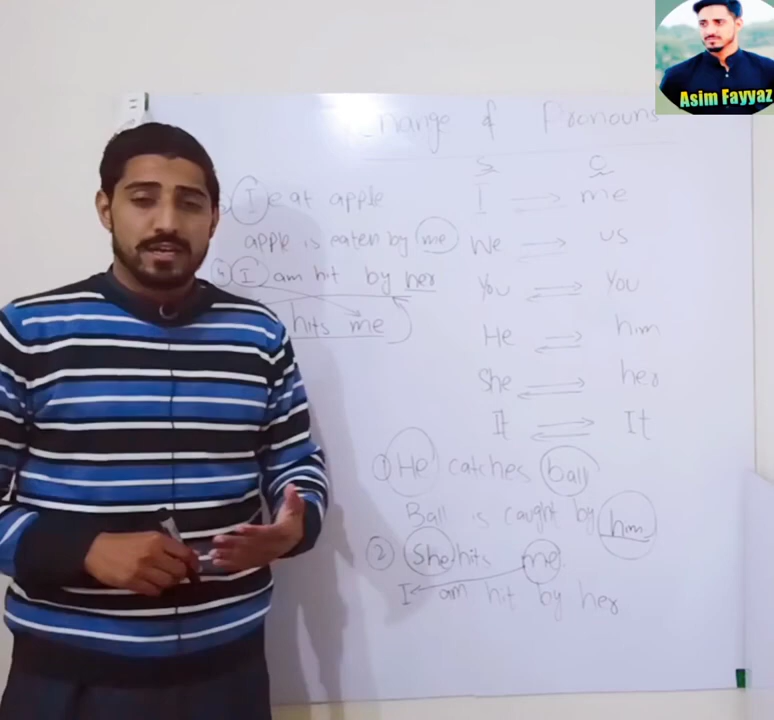 Asim Fayyaz
Change of Pronouns
S O
I me
We us
You You
He him
She her
It It
I eat apple
apple is eaten by me
4 I am hit by her
hits me
1 He catches ball
Ball is caught by him
2 She hits me
I am hit by her